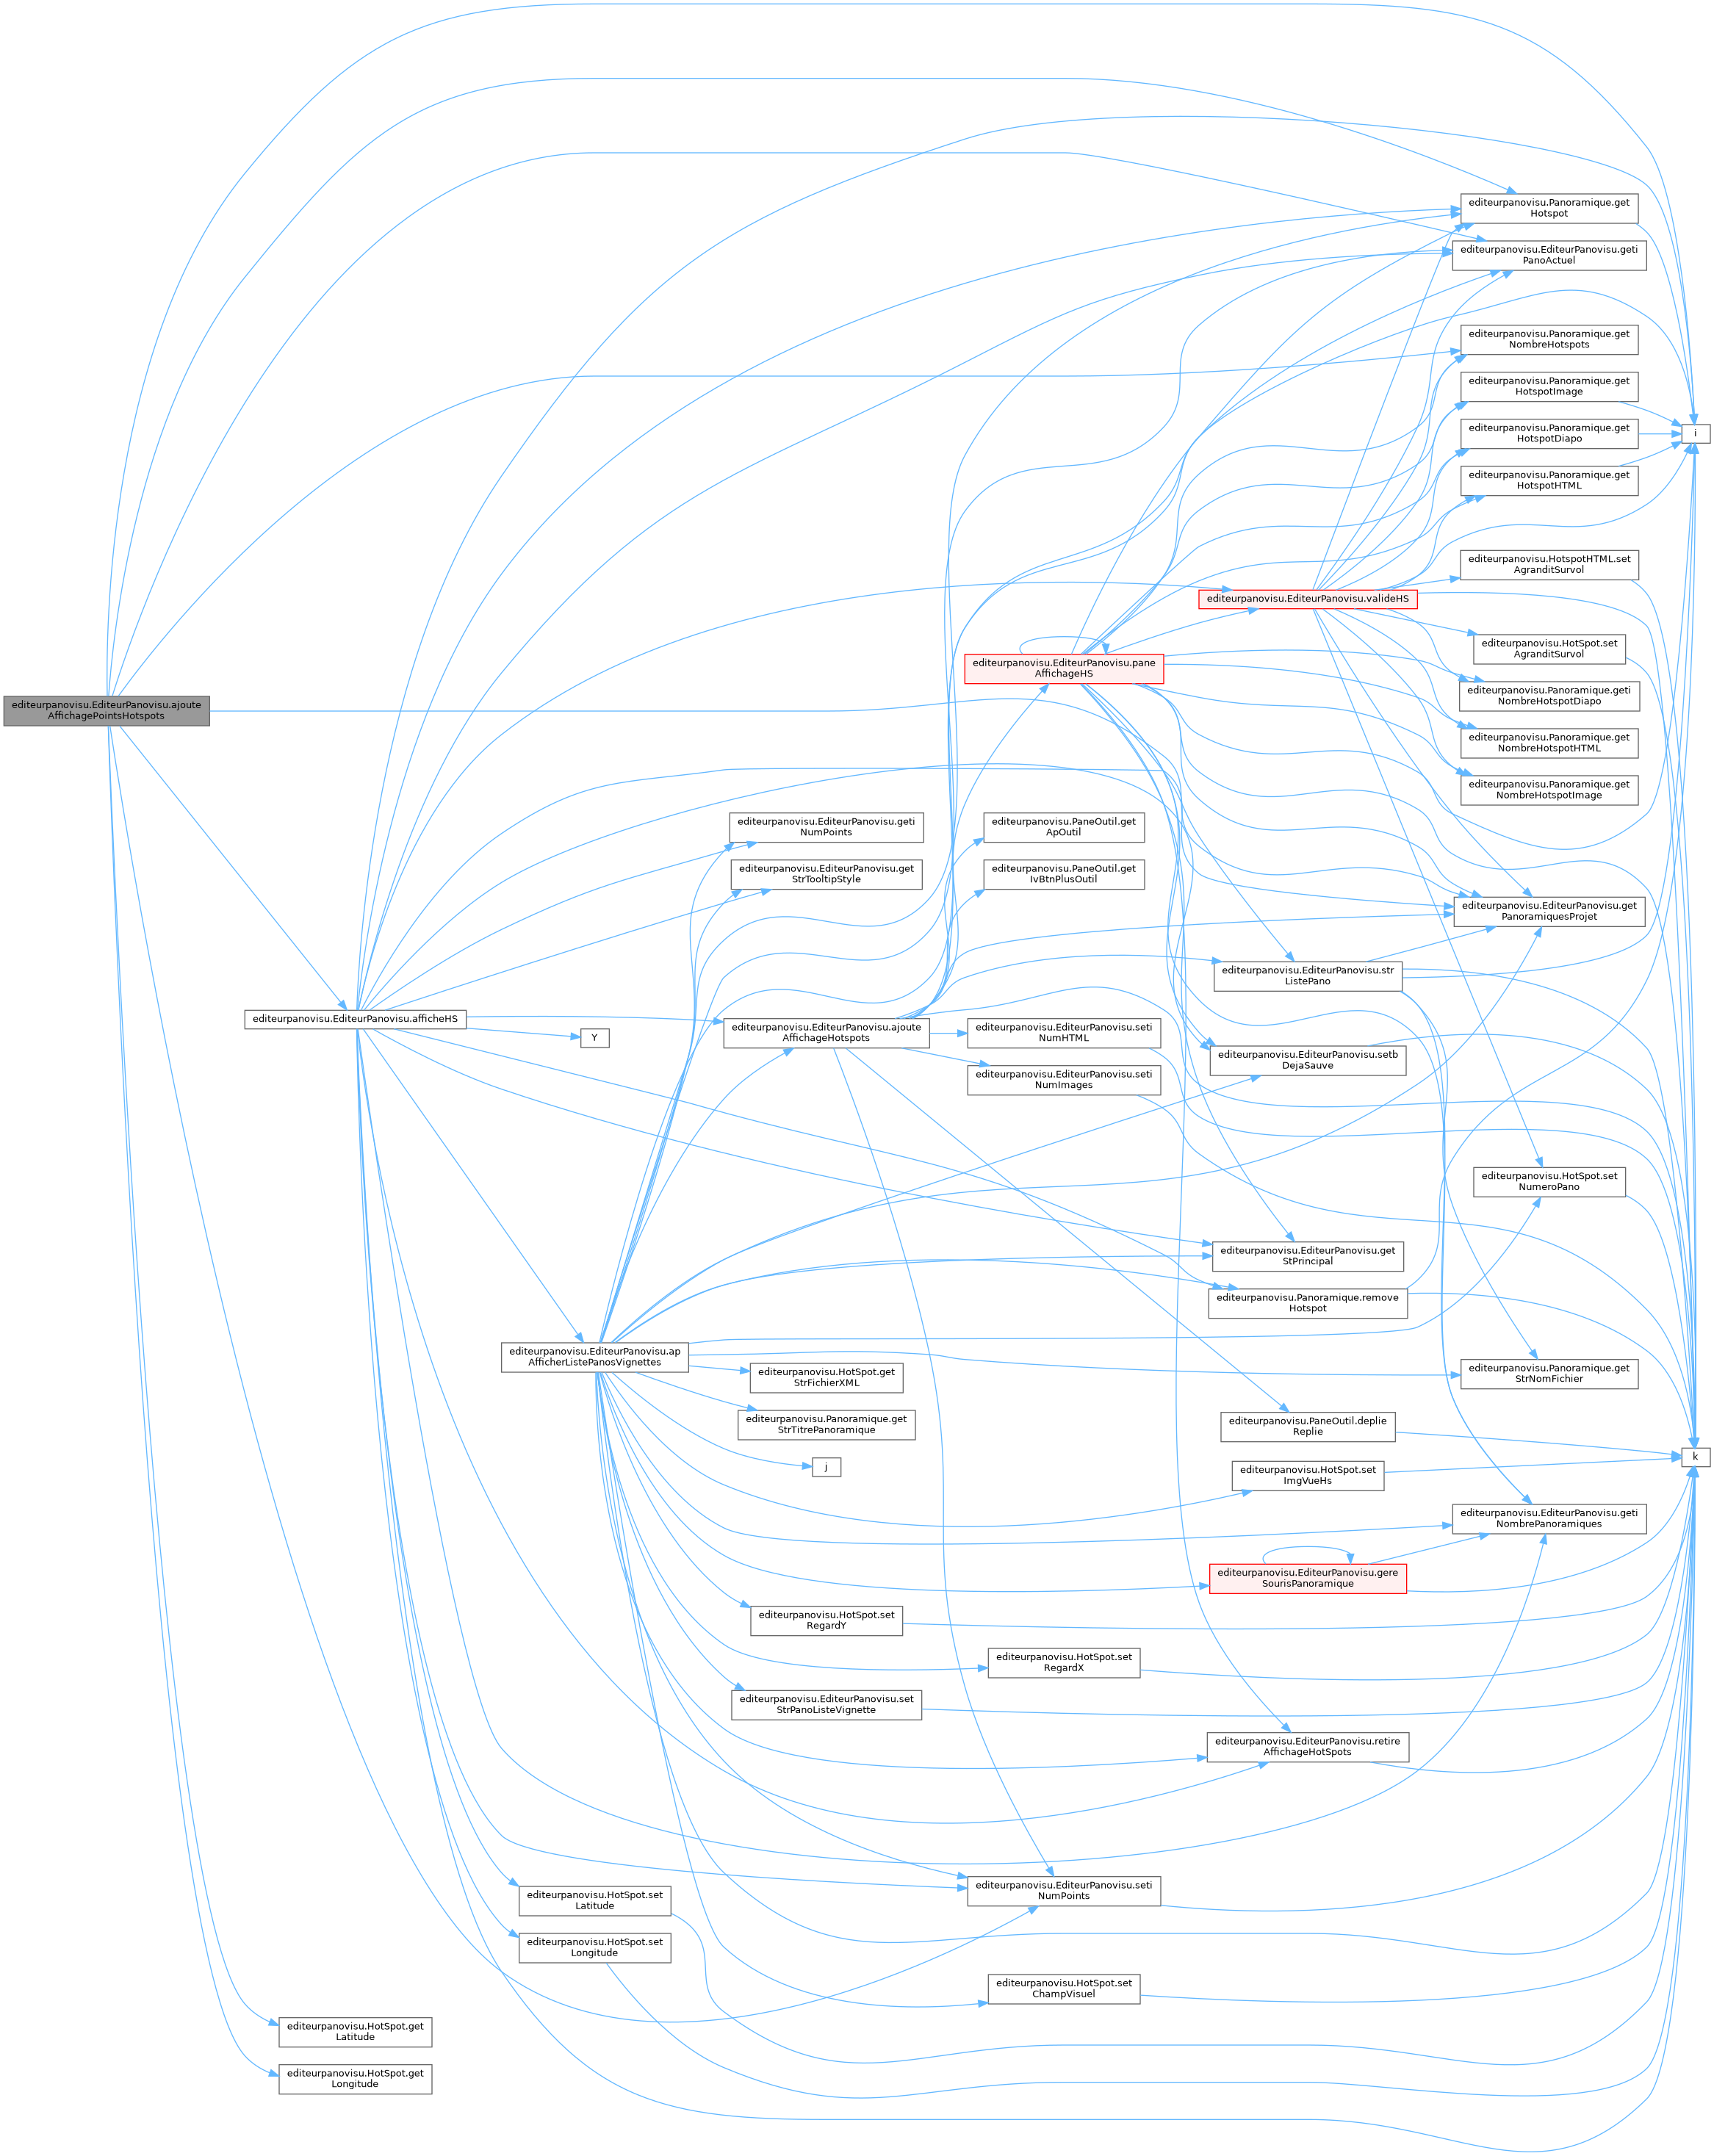 editeurpanovisu.EditeurPanovisu.ajoute
AffichagePointsHotspots
editeurpanovisu.EditeurPanovisu.afficheHS
editeurpanovisu.HotSpot.get
Latitude
editeurpanovisu.HotSpot.get
Longitude
editeurpanovisu.EditeurPanovisu.ap
AfficherListePanosVignettes
Y
editeurpanovisu.HotSpot.set
Latitude
editeurpanovisu.HotSpot.set
Longitude
editeurpanovisu.EditeurPanovisu.geti
NumPoints
editeurpanovisu.EditeurPanovisu.get
StrTooltipStyle
editeurpanovisu.EditeurPanovisu.ajoute
AffichageHotspots
editeurpanovisu.HotSpot.get
StrFichierXML
editeurpanovisu.Panoramique.get
StrTitrePanoramique
j
editeurpanovisu.HotSpot.set
RegardY
editeurpanovisu.EditeurPanovisu.set
StrPanoListeVignette
editeurpanovisu.EditeurPanovisu.pane
AffichageHS
editeurpanovisu.PaneOutil.get
ApOutil
editeurpanovisu.PaneOutil.get
IvBtnPlusOutil
editeurpanovisu.EditeurPanovisu.seti
NumHTML
editeurpanovisu.EditeurPanovisu.seti
NumImages
editeurpanovisu.HotSpot.set
RegardX
editeurpanovisu.EditeurPanovisu.seti
NumPoints
editeurpanovisu.HotSpot.set
ChampVisuel
editeurpanovisu.EditeurPanovisu.valideHS
editeurpanovisu.EditeurPanovisu.str
ListePano
editeurpanovisu.EditeurPanovisu.setb
DejaSauve
editeurpanovisu.EditeurPanovisu.get
StPrincipal
editeurpanovisu.Panoramique.remove
Hotspot
editeurpanovisu.PaneOutil.deplie
Replie
editeurpanovisu.HotSpot.set
ImgVueHs
editeurpanovisu.EditeurPanovisu.gere
SourisPanoramique
editeurpanovisu.EditeurPanovisu.retire
AffichageHotSpots
editeurpanovisu.Panoramique.get
Hotspot
editeurpanovisu.EditeurPanovisu.geti
PanoActuel
editeurpanovisu.Panoramique.get
NombreHotspots
editeurpanovisu.Panoramique.get
HotspotImage
editeurpanovisu.Panoramique.get
HotspotDiapo
editeurpanovisu.Panoramique.get
HotspotHTML
editeurpanovisu.HotspotHTML.set
AgranditSurvol
editeurpanovisu.HotSpot.set
AgranditSurvol
editeurpanovisu.Panoramique.geti
NombreHotspotDiapo
editeurpanovisu.Panoramique.get
NombreHotspotHTML
editeurpanovisu.Panoramique.get
NombreHotspotImage
editeurpanovisu.EditeurPanovisu.get
PanoramiquesProjet
editeurpanovisu.HotSpot.set
NumeroPano
editeurpanovisu.Panoramique.get
StrNomFichier
editeurpanovisu.EditeurPanovisu.geti
NombrePanoramiques
i
k